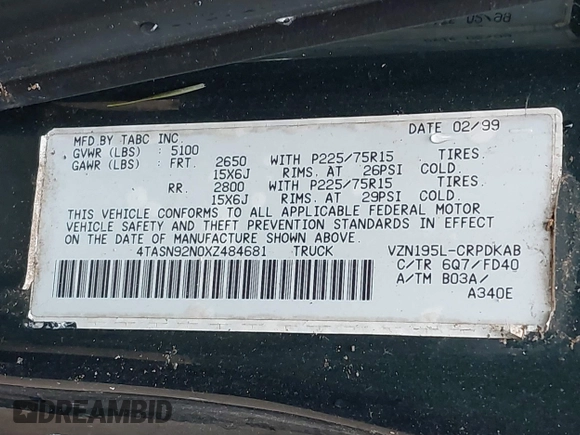 MFD BY TABC INC DATE 02/99
GVWR (LBS) : 5100
GAWR (LBS) FRT. 2650 WITH P225/75R15 TIRES.
15X6J RIMS. AT 26PSI COLD.
RR. 2800 WITH P225/75R15 TIRES.
15X6J RIMS. AT 29PSI COLD.
THIS VEHICLE CONFORMS TO ALL APPLICABLE FEDERAL MOTOR
VEHICLE SAFETY AND THEFT PREVENTION STANDARDS IN EFFECT
ON THE DATE OF MANUFACTURE SHOWN ABOVE.
4TASN92N0XZ484681 TRUCK VZN195L-CRPDKAB
C/TR 6Q7/FD40
A/TM B03A/
A340E
DREAMBID